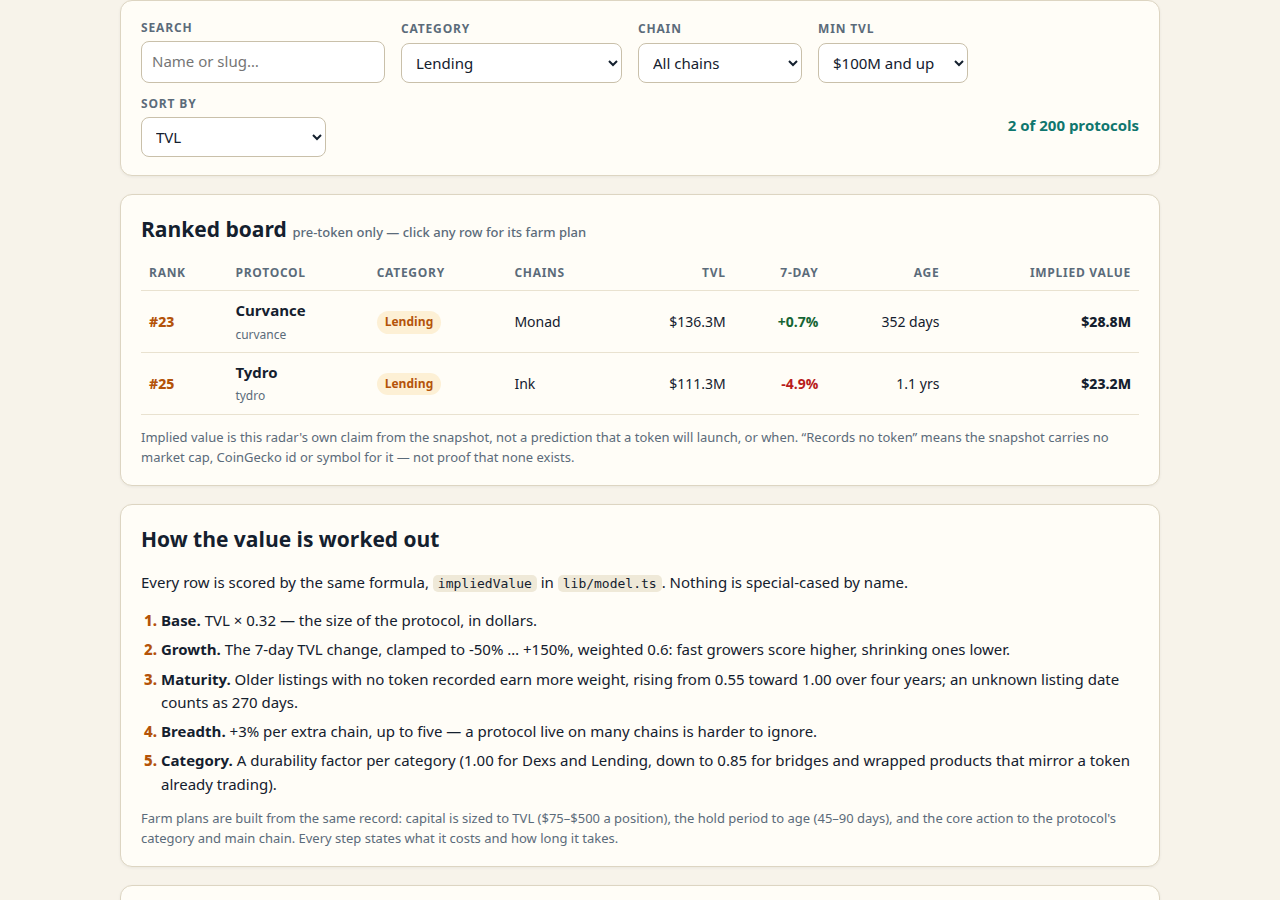 SEARCH
Name or slug...
CATEGORY
Lending
CHAIN
All chains
MIN TVL
$100M and up
SORT BY
TVL
2 of 200 protocols
Ranked board pre-token only — click any row for its farm plan
RANK PROTOCOL CATEGORY CHAINS TVL 7-DAY AGE IMPLIED VALUE
#23 Curvance curvance Lending Monad $136.3M +0.7% 352 days $28.8M
#25 Tydro tydro Lending Ink $111.3M -4.9% 1.1 yrs $23.2M
Implied value is this radar's own claim from the snapshot, not a prediction that a token will launch, or when. “Records no token” means the snapshot carries no
market cap, CoinGecko id or symbol for it — not proof that none exists.
How the value is worked out
Every row is scored by the same formula, impliedValue in lib/model.ts. Nothing is special-cased by name.
1. Base. TVL × 0.32 — the size of the protocol, in dollars.
2. Growth. The 7-day TVL change, clamped to -50% … +150%, weighted 0.6: fast growers score higher, shrinking ones lower.
3. Maturity. Older listings with no token recorded earn more weight, rising from 0.55 toward 1.00 over four years; an unknown listing date
counts as 270 days.
4. Breadth. +3% per extra chain, up to five — a protocol live on many chains is harder to ignore.
5. Category. A durability factor per category (1.00 for Dexs and Lending, down to 0.85 for bridges and wrapped products that mirror a token
already trading).
Farm plans are built from the same record: capital is sized to TVL ($75–$500 a position), the hold period to age (45–90 days), and the core action to the protocol's
category and main chain. Every step states what it costs and how long it takes.